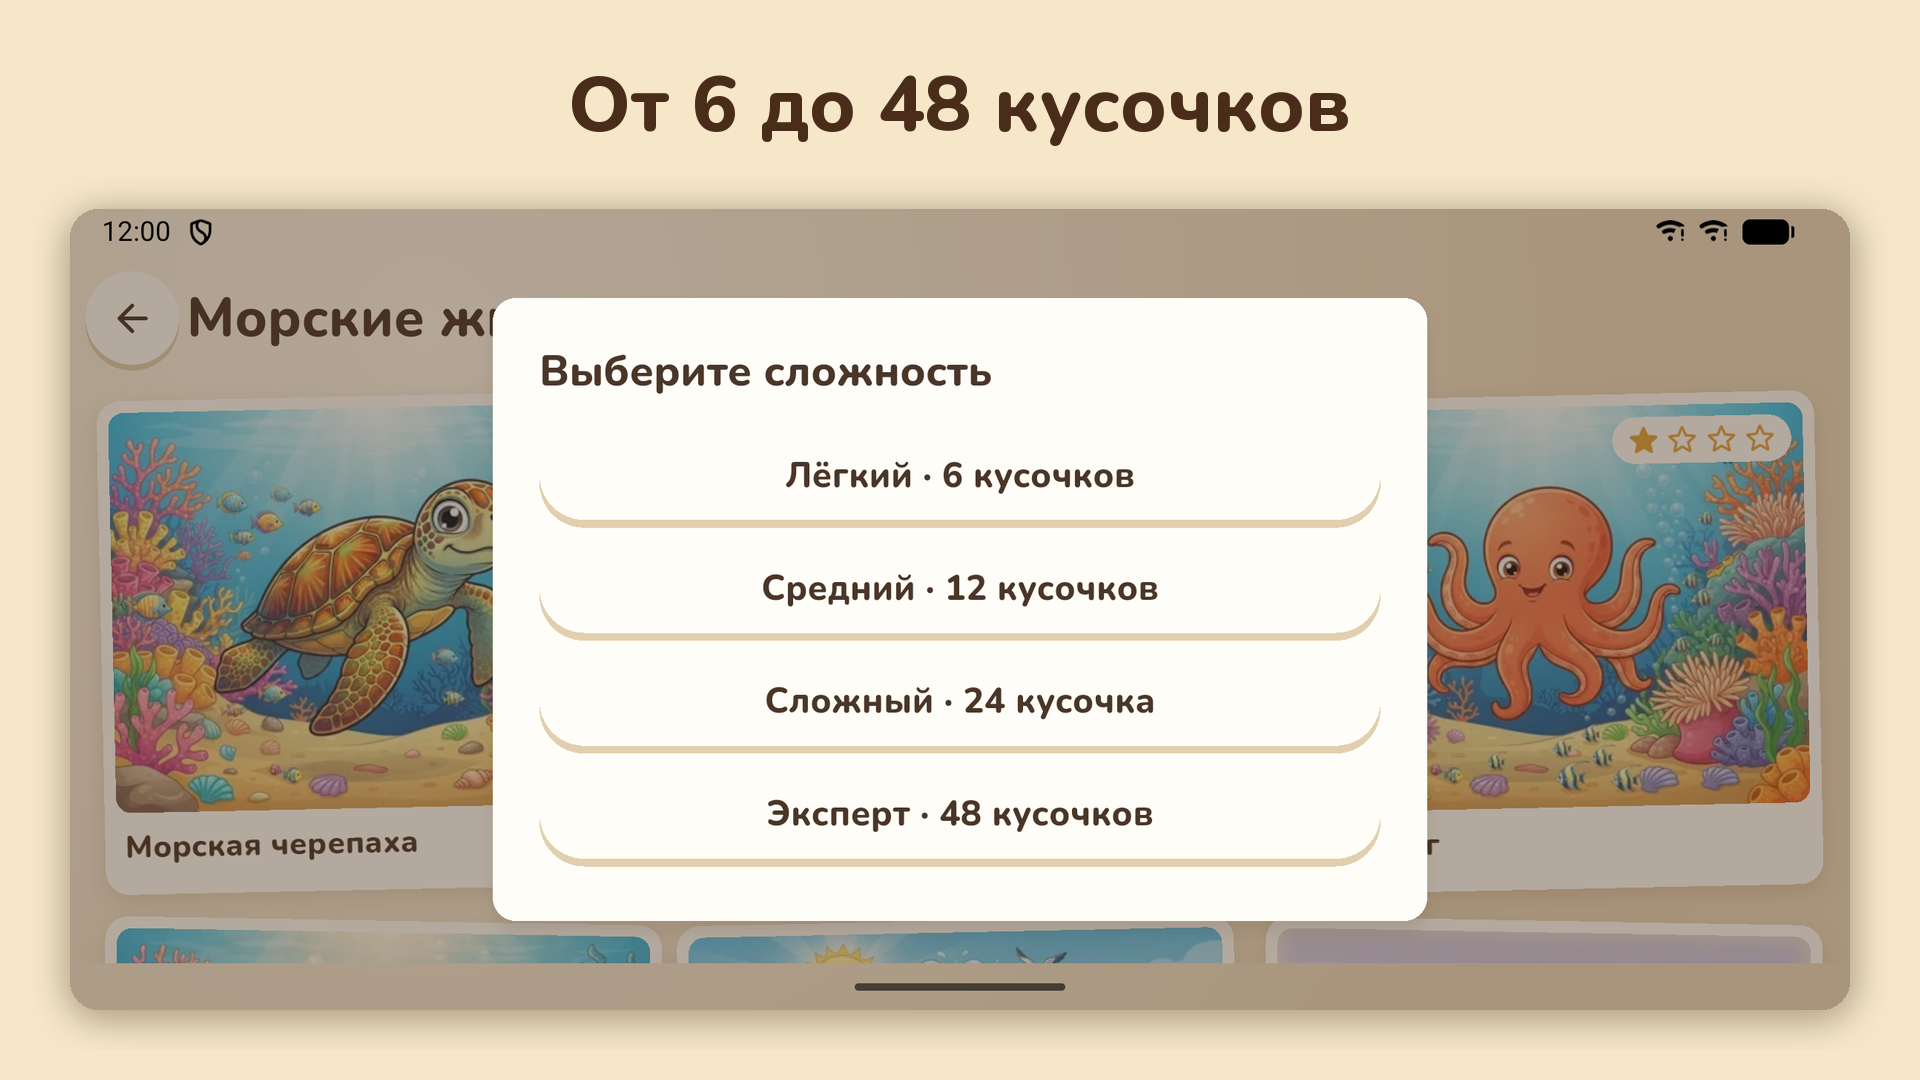 От 6 до 48 кусочков
12:00
Морские
Выберите сложность
Лёгкий · 6 кусочков
Средний · 12 кусочков
Сложный · 24 кусочка
Эксперт · 48 кусочков
Морская черепаха